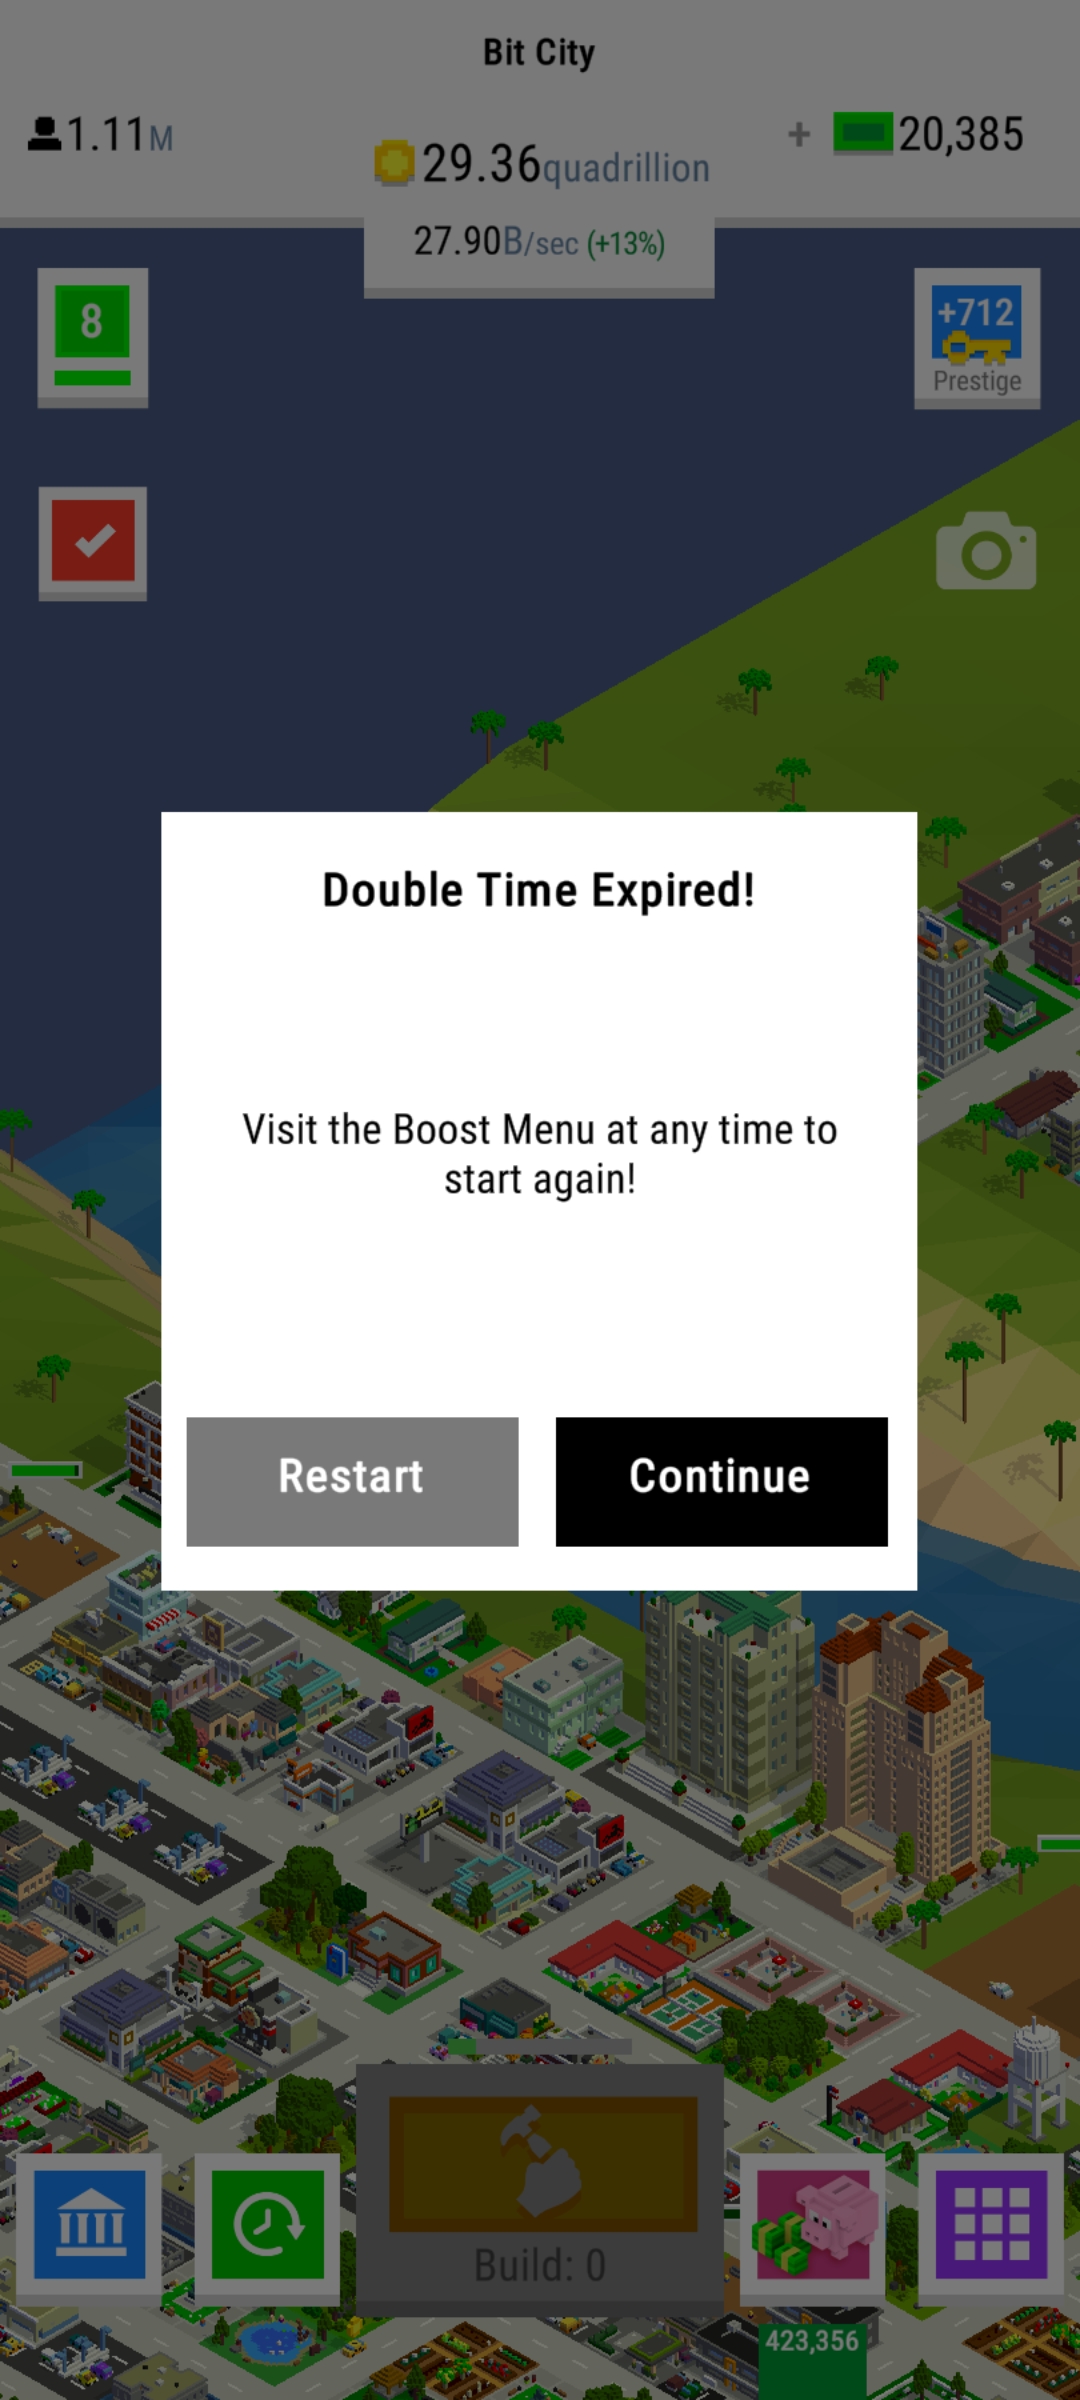 Bit City
1.11M
29.36quadrillion
+ 20,385
27.90B/sec (+13%)
8
+712
Prestige
Double Time Expired!
Visit the Boost Menu at any time to
start again!
Restart
Continue
Build: 0
423,356